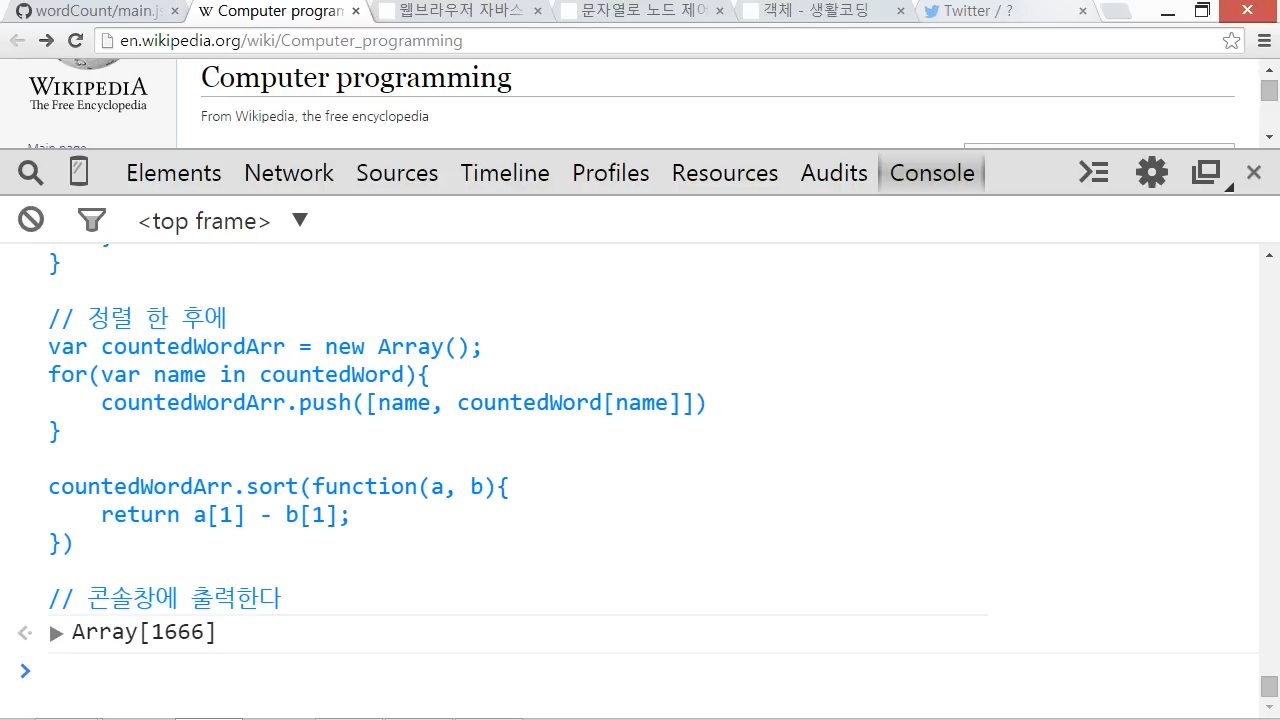 wordCount/main.js
Computer program
웹브라우저 자바스
문자열로 노드 제어
객체 - 생활코딩
Twitter / ?
en.wikipedia.org/wiki/Computer_programming
WIKIPEDIA
The Free Encyclopedia
Computer programming
From Wikipedia, the free encyclopedia
Main page
Elements Network Sources Timeline Profiles Resources Audits Console
<top frame>
}
// 정렬 한 후에
var countedWordArr = new Array();
for(var name in countedWord){
countedWordArr.push([name, countedWord[name]])
}
countedWordArr.sort(function(a, b){
return a[1] - b[1];
})
// 콘솔창에 출력한다
Array[1666]